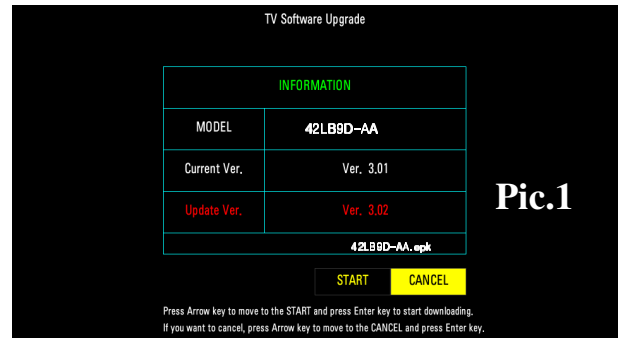 TV Software Upgrade
INFORMATION
MODEL 42LB9D-AA
Current Ver. Ver. 3.01
Update Ver. Ver. 3.02
42LB9D-AA.epk
Pic.1
START CANCEL
Press Arrow key to move to the START and press Enter key to start downloading.
If you want to cancel, press Arrow key to move to the CANCEL and press Enter key.